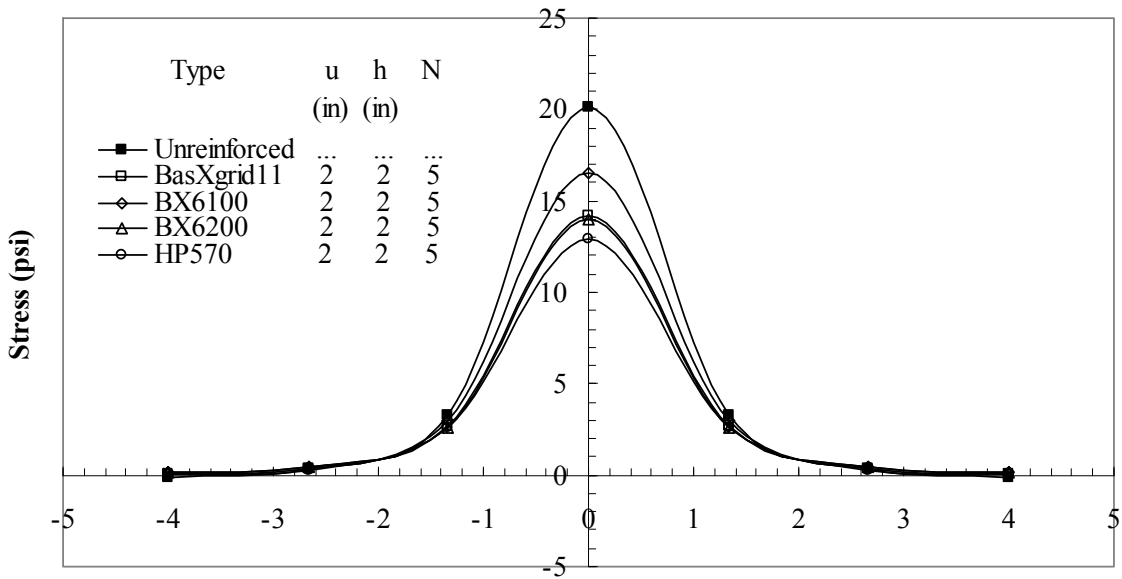 25
Type u h N
(in) (in)
20
Unreinforced ... ... ...
BasXgrid11 2 2 5
BX6100 2 2 5
15
BX6200 2 2 5
HP570 2 2 5
Stress (psi)
10
5
0
-5 -4 -3 -2 -1 0 1 2 3 4 5
-5